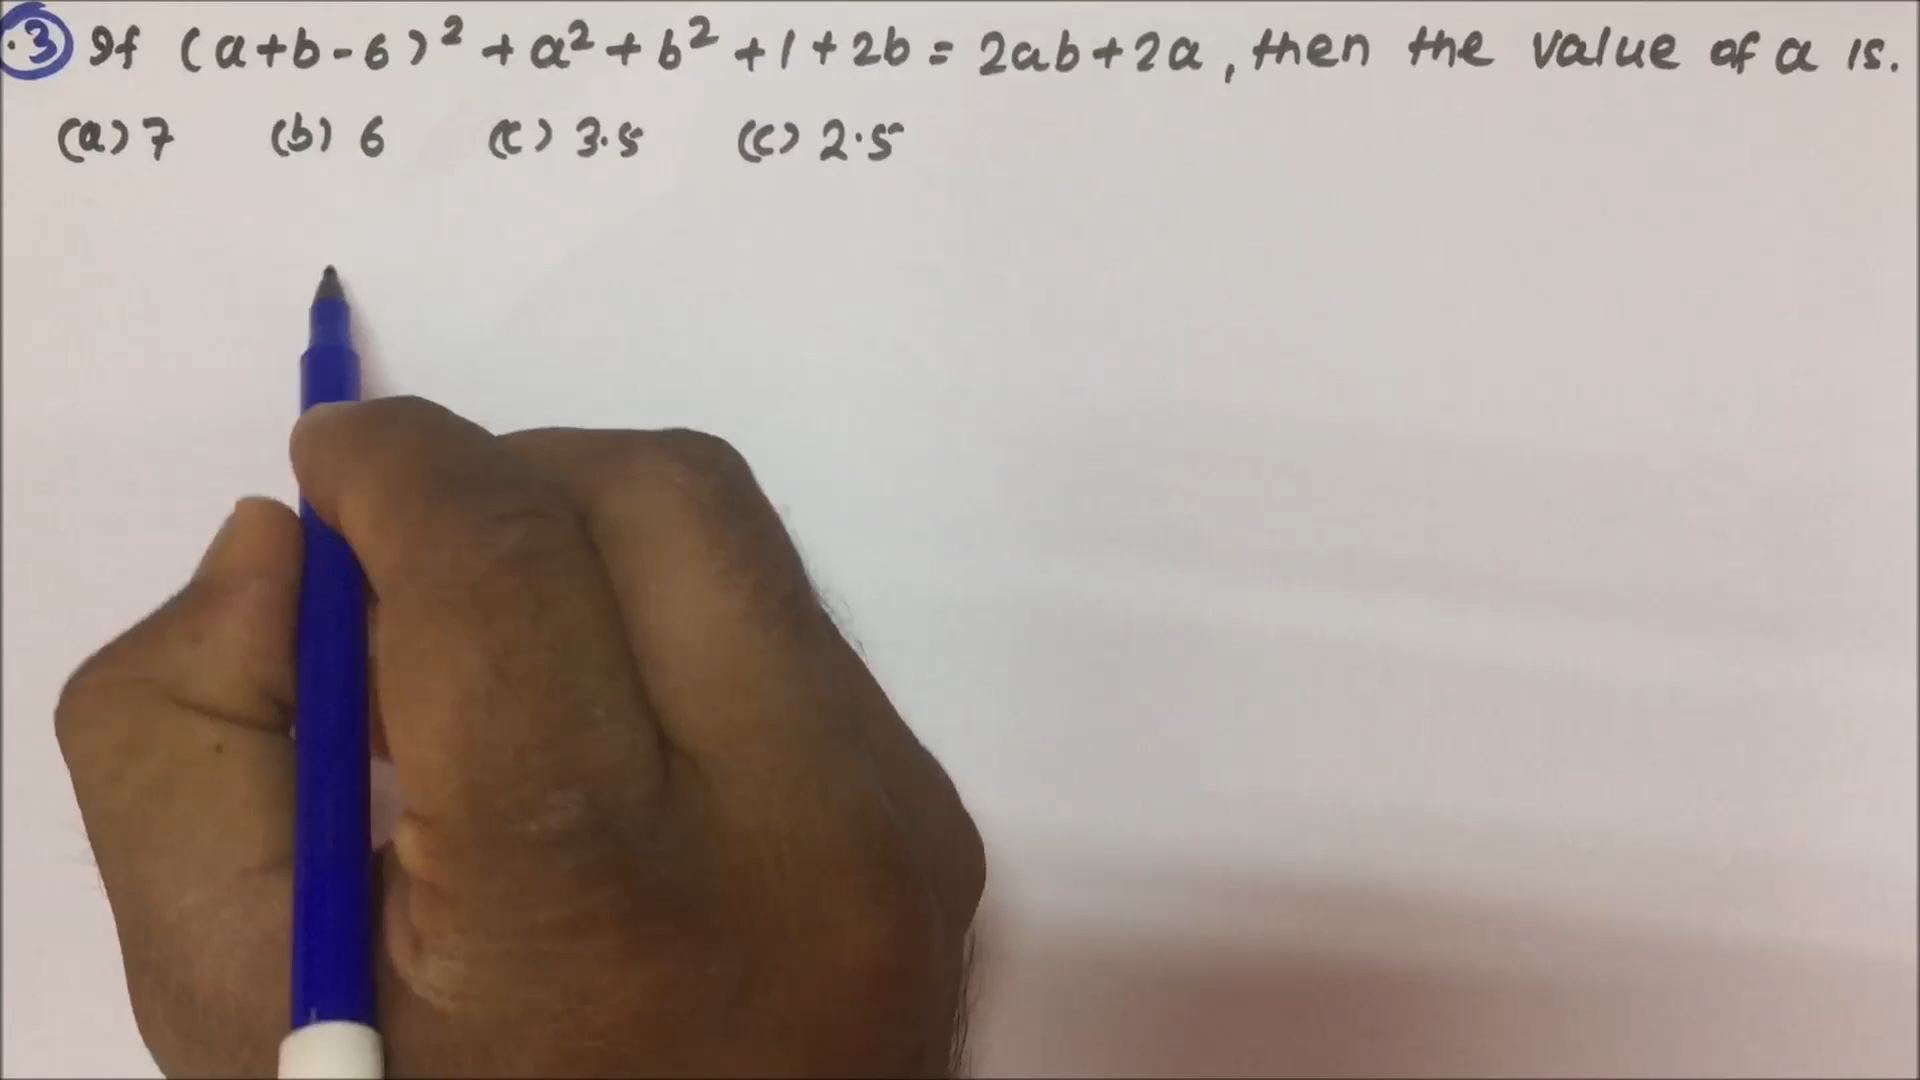 .3 If (a+b-6)² + a² + b² + 1 + 2b = 2ab + 2a, then the value of a is.
(a) 7 (b) 6 (c) 3.5 (c) 2.5